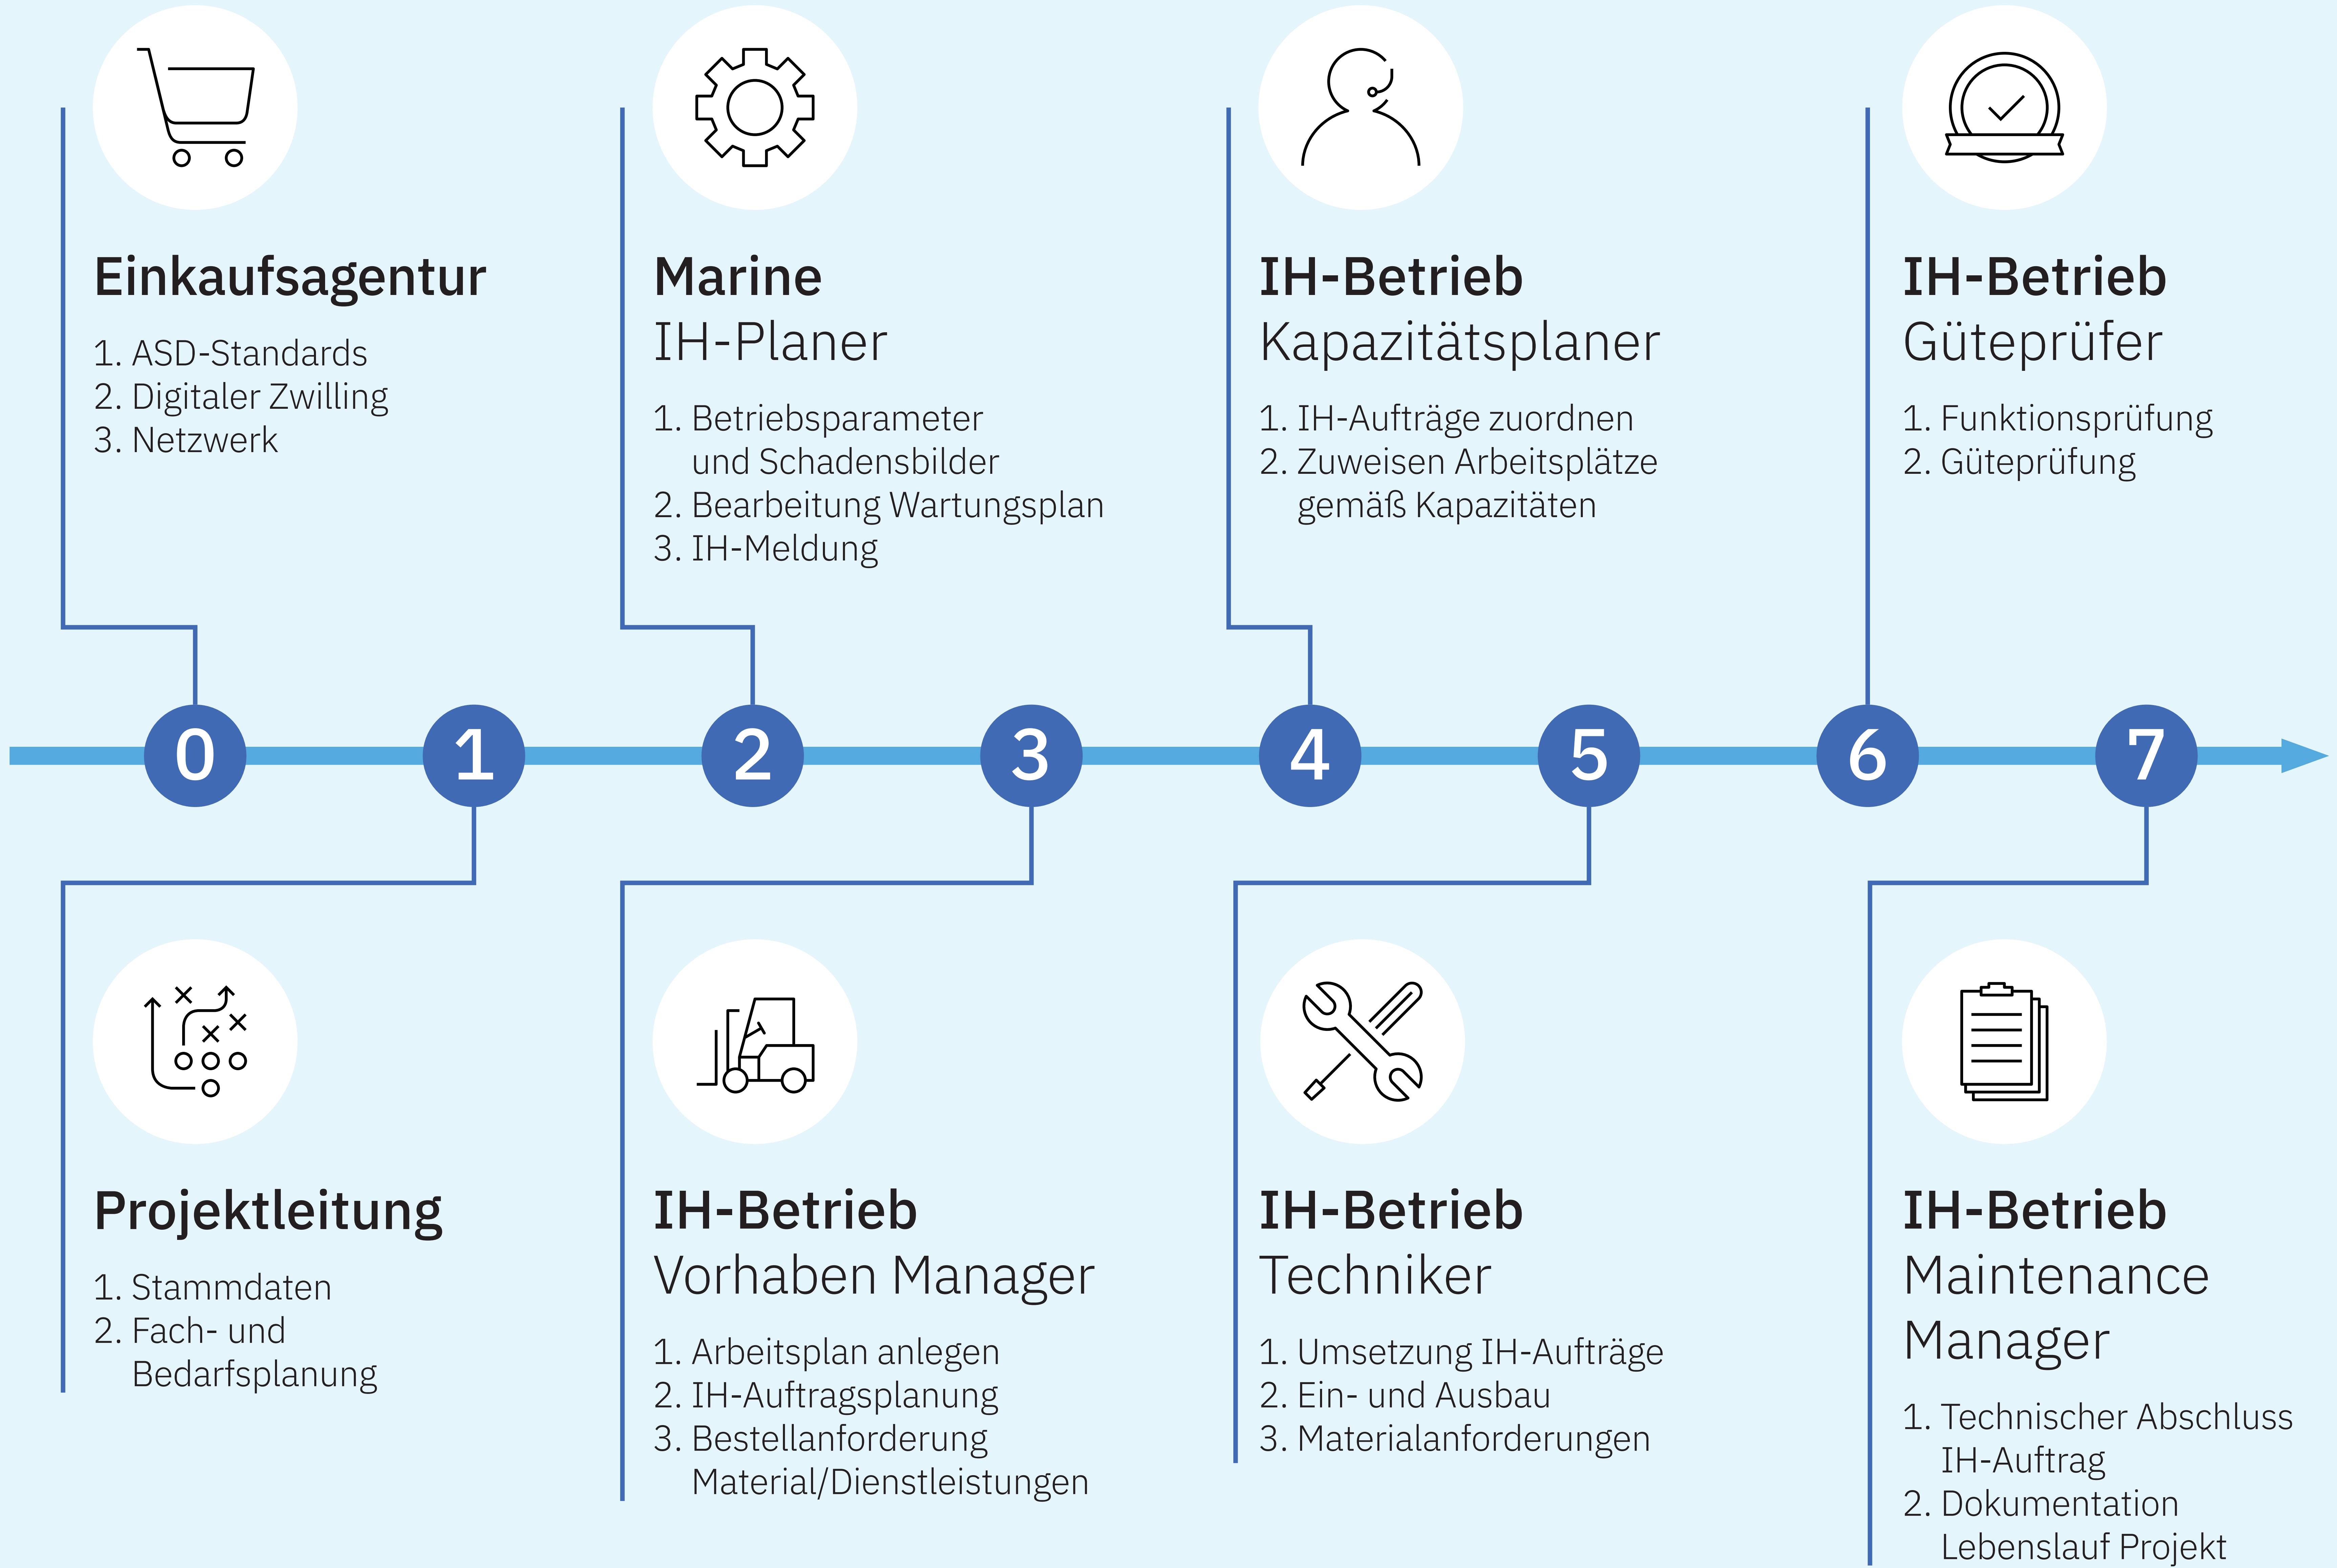 Einkaufsagentur
1. ASD-Standards
2. Digitaler Zwilling
3. Netzwerk
Marine
IH-Planer
1. Betriebsparameter
und Schadensbilder
2. Bearbeitung Wartungsplan
3. IH-Meldung
IH-Betrieb
Kapazitätsplaner
1. IH-Aufträge zuordnen
2. Zuweisen Arbeitsplätze
gemäß Kapazitäten
IH-Betrieb
Güteprüfer
1. Funktionsprüfung
2. Güteprüfung
0 1 2 3 4 5 6 7
Projektleitung
1. Stammdaten
2. Fach- und
Bedarfsplanung
IH-Betrieb
Vorhaben Manager
1. Arbeitsplan anlegen
2. IH-Auftragsplanung
3. Bestellanforderung
Material/Dienstleistungen
IH-Betrieb
Techniker
1. Umsetzung IH-Aufträge
2. Ein- und Ausbau
3. Materialanforderungen
IH-Betrieb
Maintenance
Manager
1. Technischer Abschluss
IH-Auftrag
2. Dokumentation
Lebenslauf Projekt